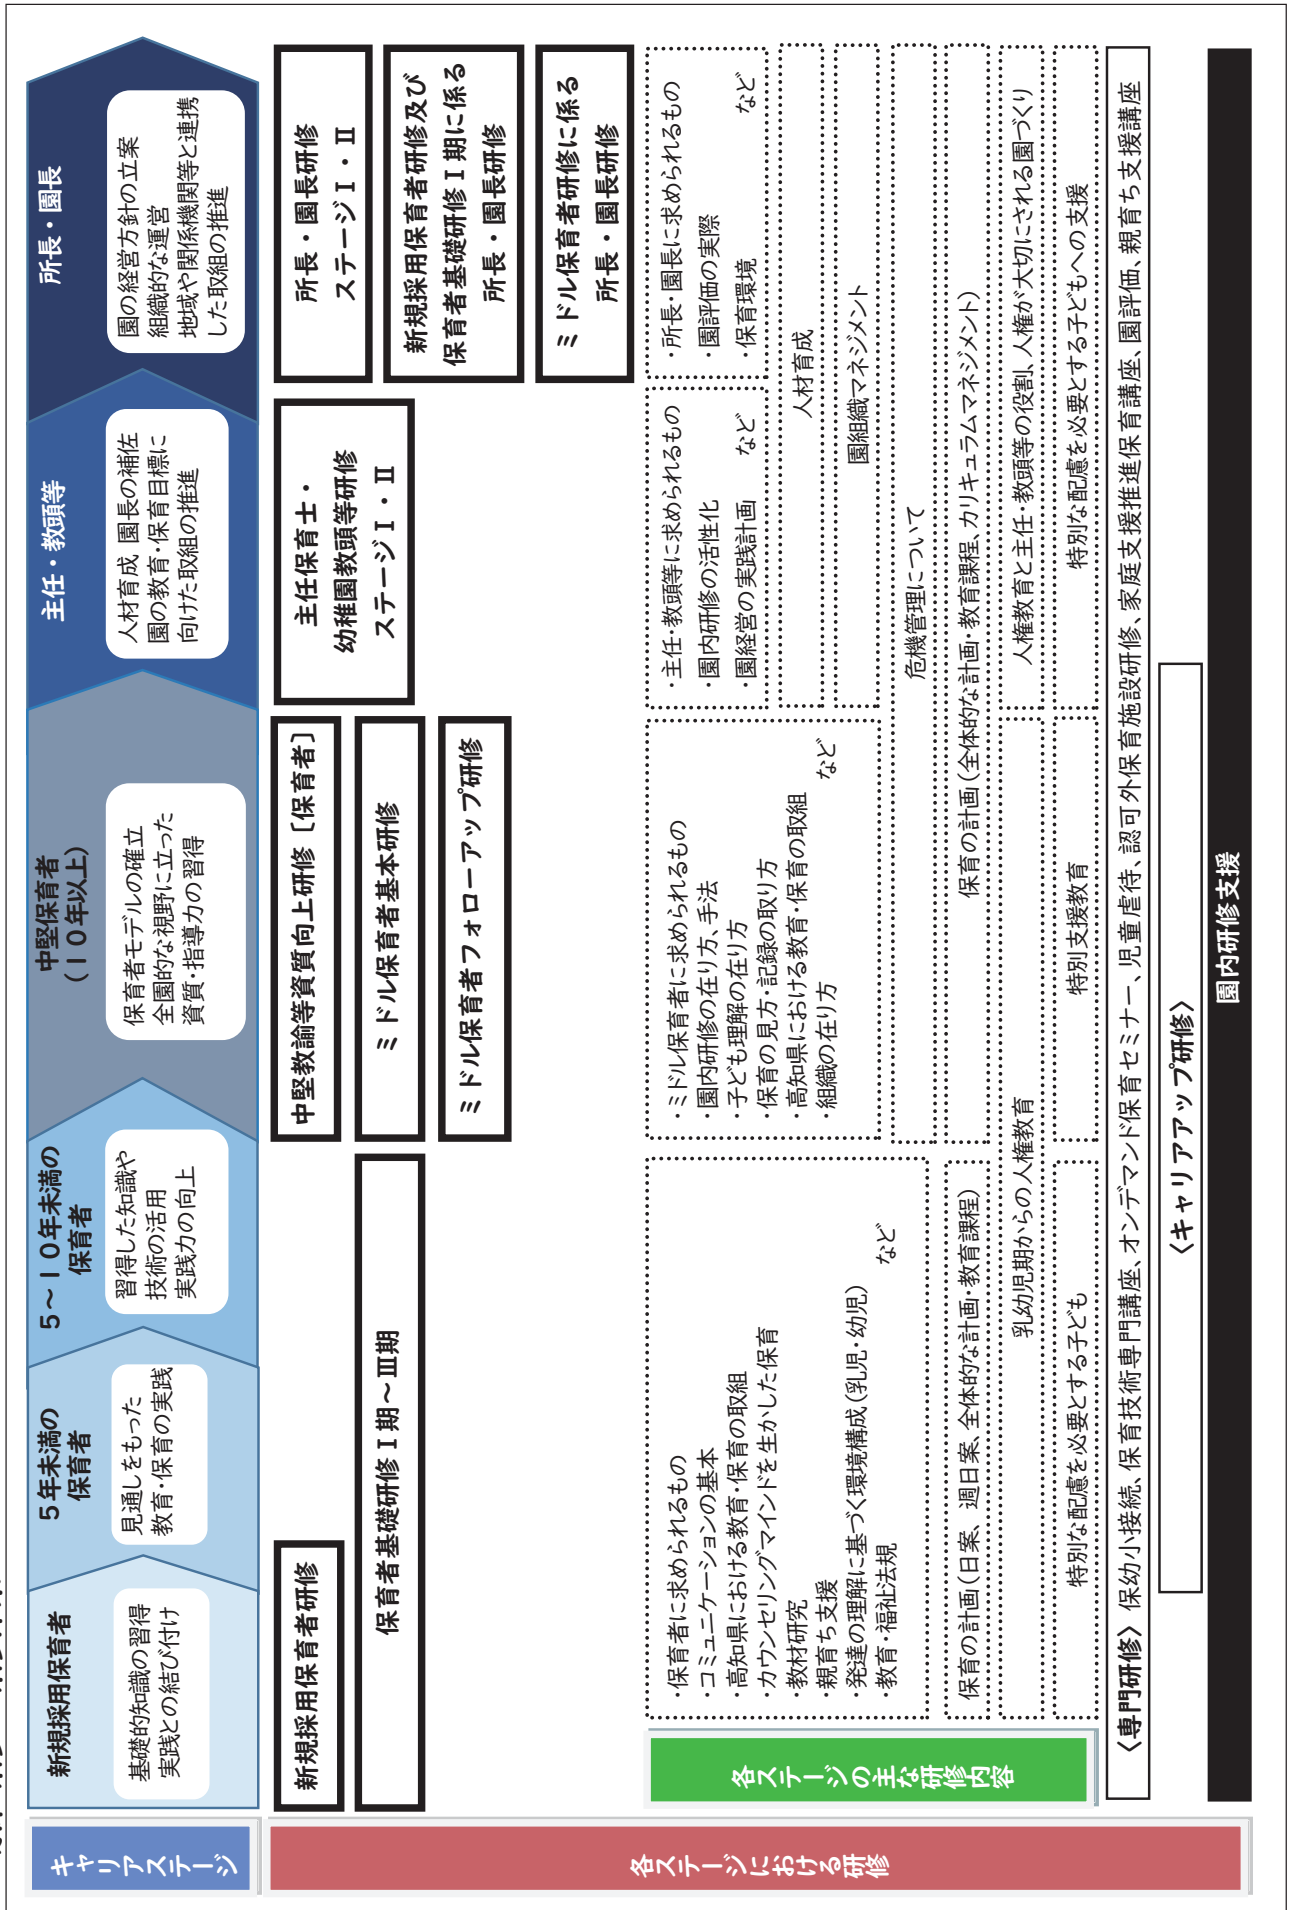 キャリアステージ
新規採用保育者
基礎的知識の習得
実践との結び付け
5年未満の
保育者
見通しをもった
教育・保育の実践
5～10年未満の
保育者
習得した知識や
技術の活用
実践力の向上
中堅保育者
(10年以上)
保育者モデルの確立
全園的な視野に立った
資質・指導力の習得
主任・教頭等
人材育成 園長の補佐
園の教育・保育目標に
向けた取組の推進
所長・園長
園の経営方針の立案
組織的な運営
地域や関係機関等と連携
した取組の推進
各ステージにおける研修
新規採用保育者研修
保育者基礎研修Ⅰ期～Ⅲ期
中堅教諭等資質向上研修〔保育者〕
ミドル保育者基本研修
ミドル保育者フォローアップ研修
主任保育士・
幼稚園教頭等研修
ステージⅠ・Ⅱ
所長・園長研修
ステージⅠ・Ⅱ
新規採用保育者研修及び
保育者基礎研修Ⅰ期に係る
所長・園長研修
ミドル保育者研修に係る
所長・園長研修
各ステージの主な研修内容
・保育者に求められるもの
・コミュニケーションの基本
・高知県における教育・保育の取組
・カウンセリングマインドを生かした保育
・教材研究
・親育ち支援
・発達の理解に基づく環境構成（乳児・幼児）
・教育・福祉法規 など
・ミドル保育者に求められるもの
・園内研修の在り方、手法
・子ども理解の在り方
・保育の見方・記録の取り方
・高知県における教育・保育の取組
・組織の在り方 など
・主任・教頭等に求められるもの
・園内研修の活性化
・園経営の実践計画 など
・所長・園長に求められるもの
・園評価の実際
・保育環境 など
人材育成
園組織マネジメント
危機管理について
保育の計画（日案、週日案、全体的な計画・教育課程）
保育の計画（全体的な計画・教育課程、カリキュラムマネジメント）
乳幼児期からの人権教育
人権教育と主任・教頭等の役割、人権が大切にされる園づくり
特別な配慮を必要とする子ども
特別支援教育
特別な配慮を必要とする子どもへの支援
〈専門研修〉保幼小接続、保育技術専門講座、オンデマンド保育セミナー、児童虐待、認可外保育施設研修、家庭支援推進保育講座、園評価、親育ち支援講座
〈キャリアアップ研修〉
園内研修支援